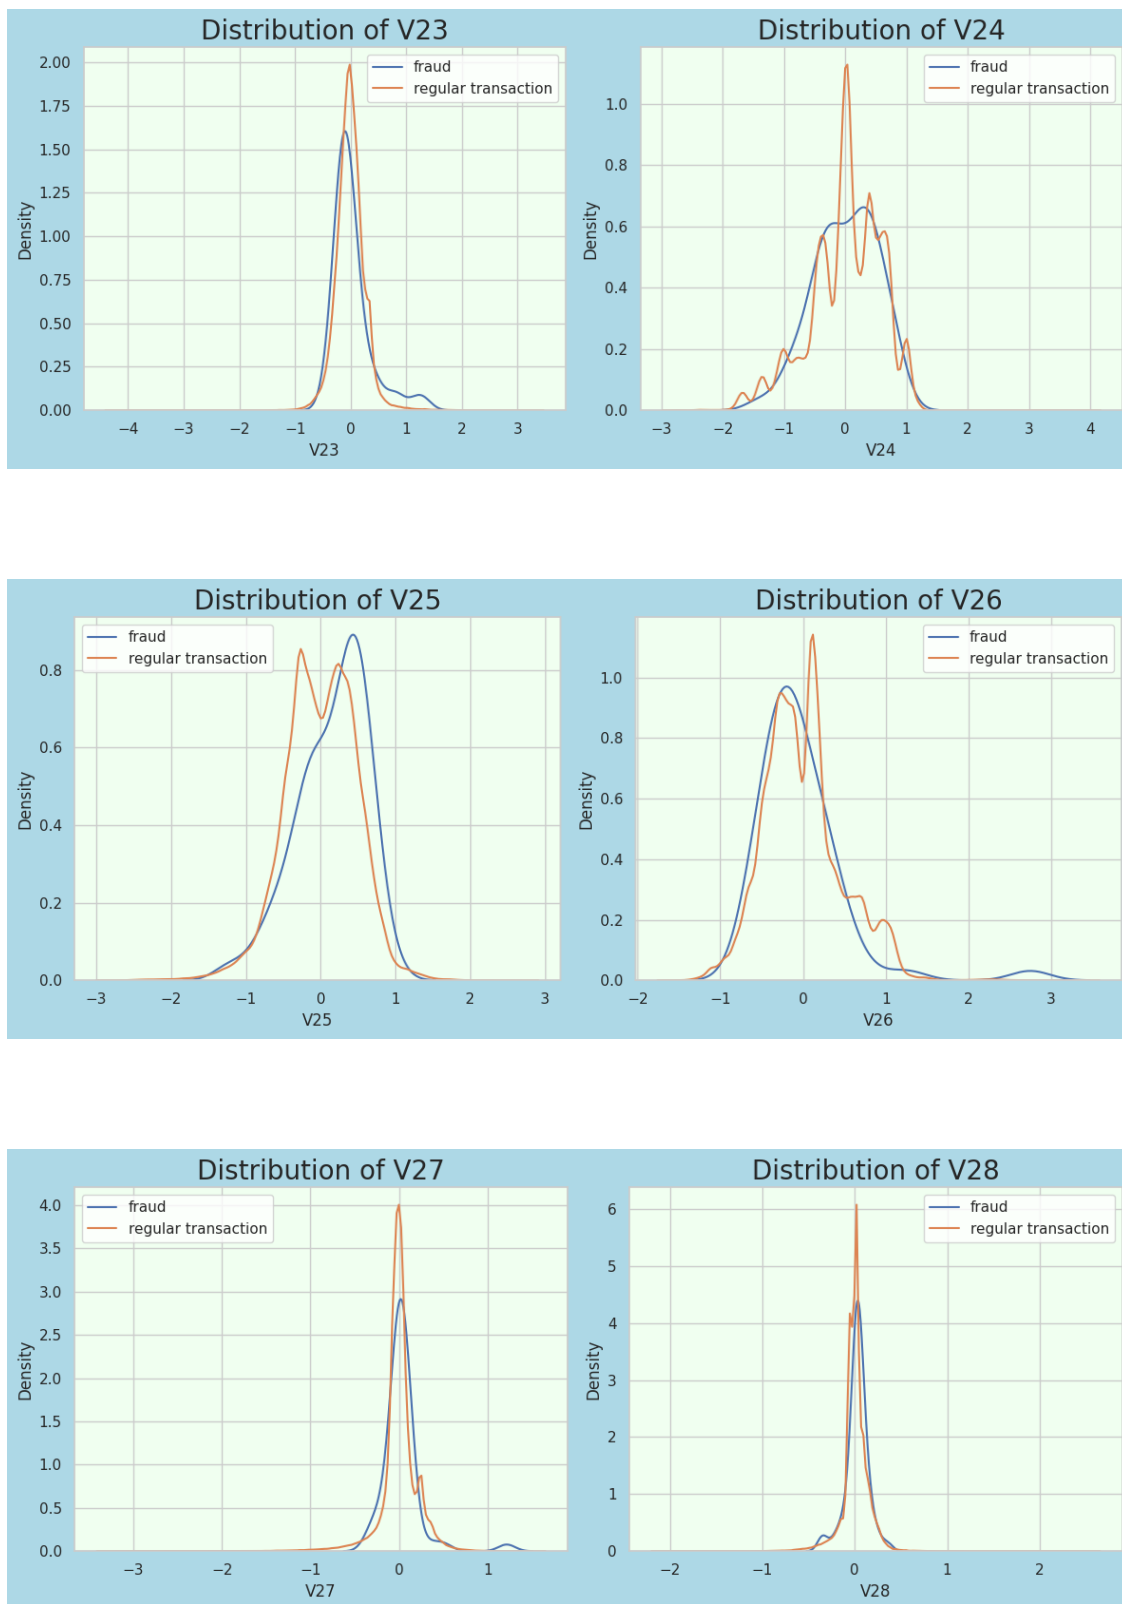 Distribution of V23
fraud
regular transaction
Density
2.00
1.75
1.50
1.25
1.00
0.75
0.50
0.25
0.00
−4 −3 −2 −1 0 1 2 3
V23
Distribution of V24
fraud
regular transaction
Density
1.0
0.8
0.6
0.4
0.2
0.0
−3 −2 −1 0 1 2 3 4
V24
Distribution of V25
fraud
regular transaction
Density
0.8
0.6
0.4
0.2
0.0
−3 −2 −1 0 1 2 3
V25
Distribution of V26
fraud
regular transaction
Density
1.0
0.8
0.6
0.4
0.2
0.0
−2 −1 0 1 2 3
V26
Distribution of V27
fraud
regular transaction
Density
4.0
3.5
3.0
2.5
2.0
1.5
1.0
0.5
0.0
−3 −2 −1 0 1
V27
Distribution of V28
fraud
regular transaction
Density
6
5
4
3
2
1
0
−2 −1 0 1 2
V28